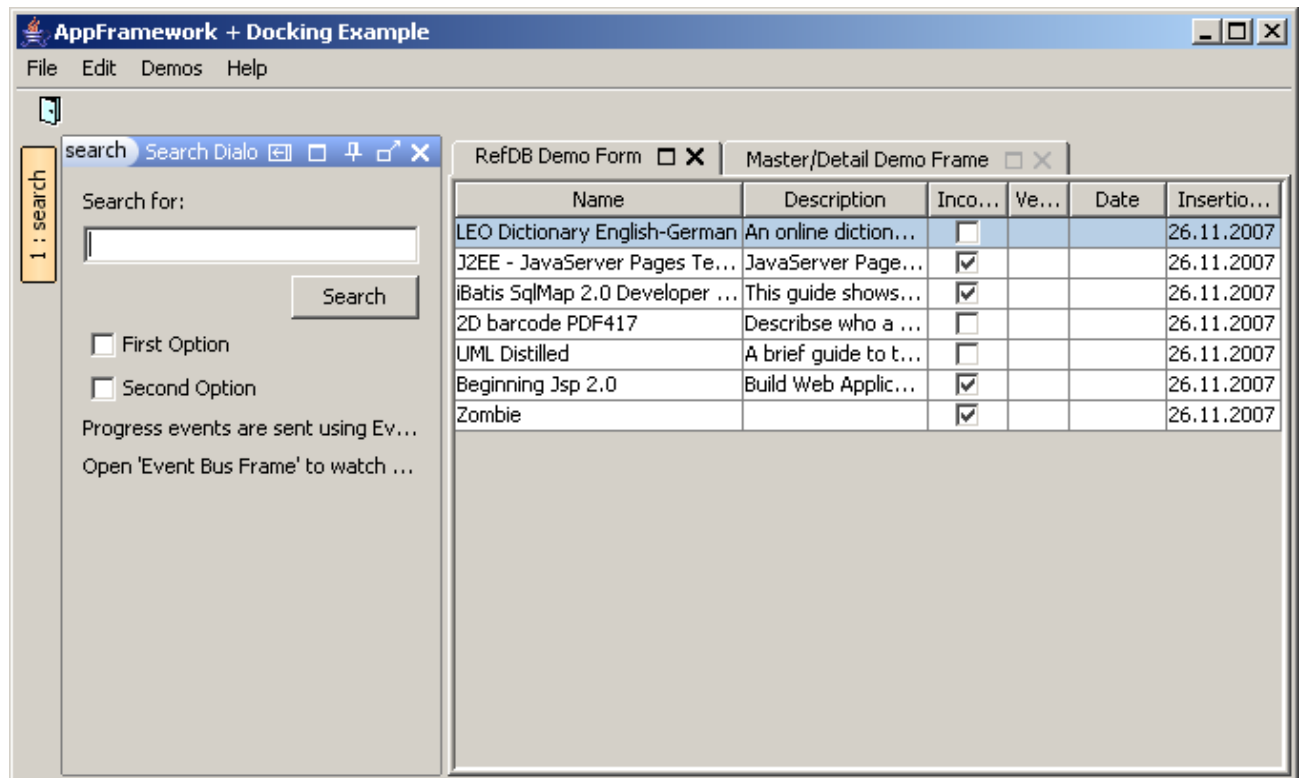 AppFramework + Docking Example
File Edit Demos Help
1 : search
search Search Dialo
Search for:
Search
First Option
Second Option
Progress events are sent using Ev...
Open 'Event Bus Frame' to watch ...
RefDB Demo Form Master/Detail Demo Frame
Name Description Inco... Ve... Date Insertio...
LEO Dictionary English-German An online diction... 26.11.2007
J2EE - JavaServer Pages Te... JavaServer Page... 26.11.2007
iBatis SqlMap 2.0 Developer ... This guide shows... 26.11.2007
2D barcode PDF417 Describse who a ... 26.11.2007
UML Distilled A brief guide to t... 26.11.2007
Beginning Jsp 2.0 Build Web Applic... 26.11.2007
Zombie 26.11.2007